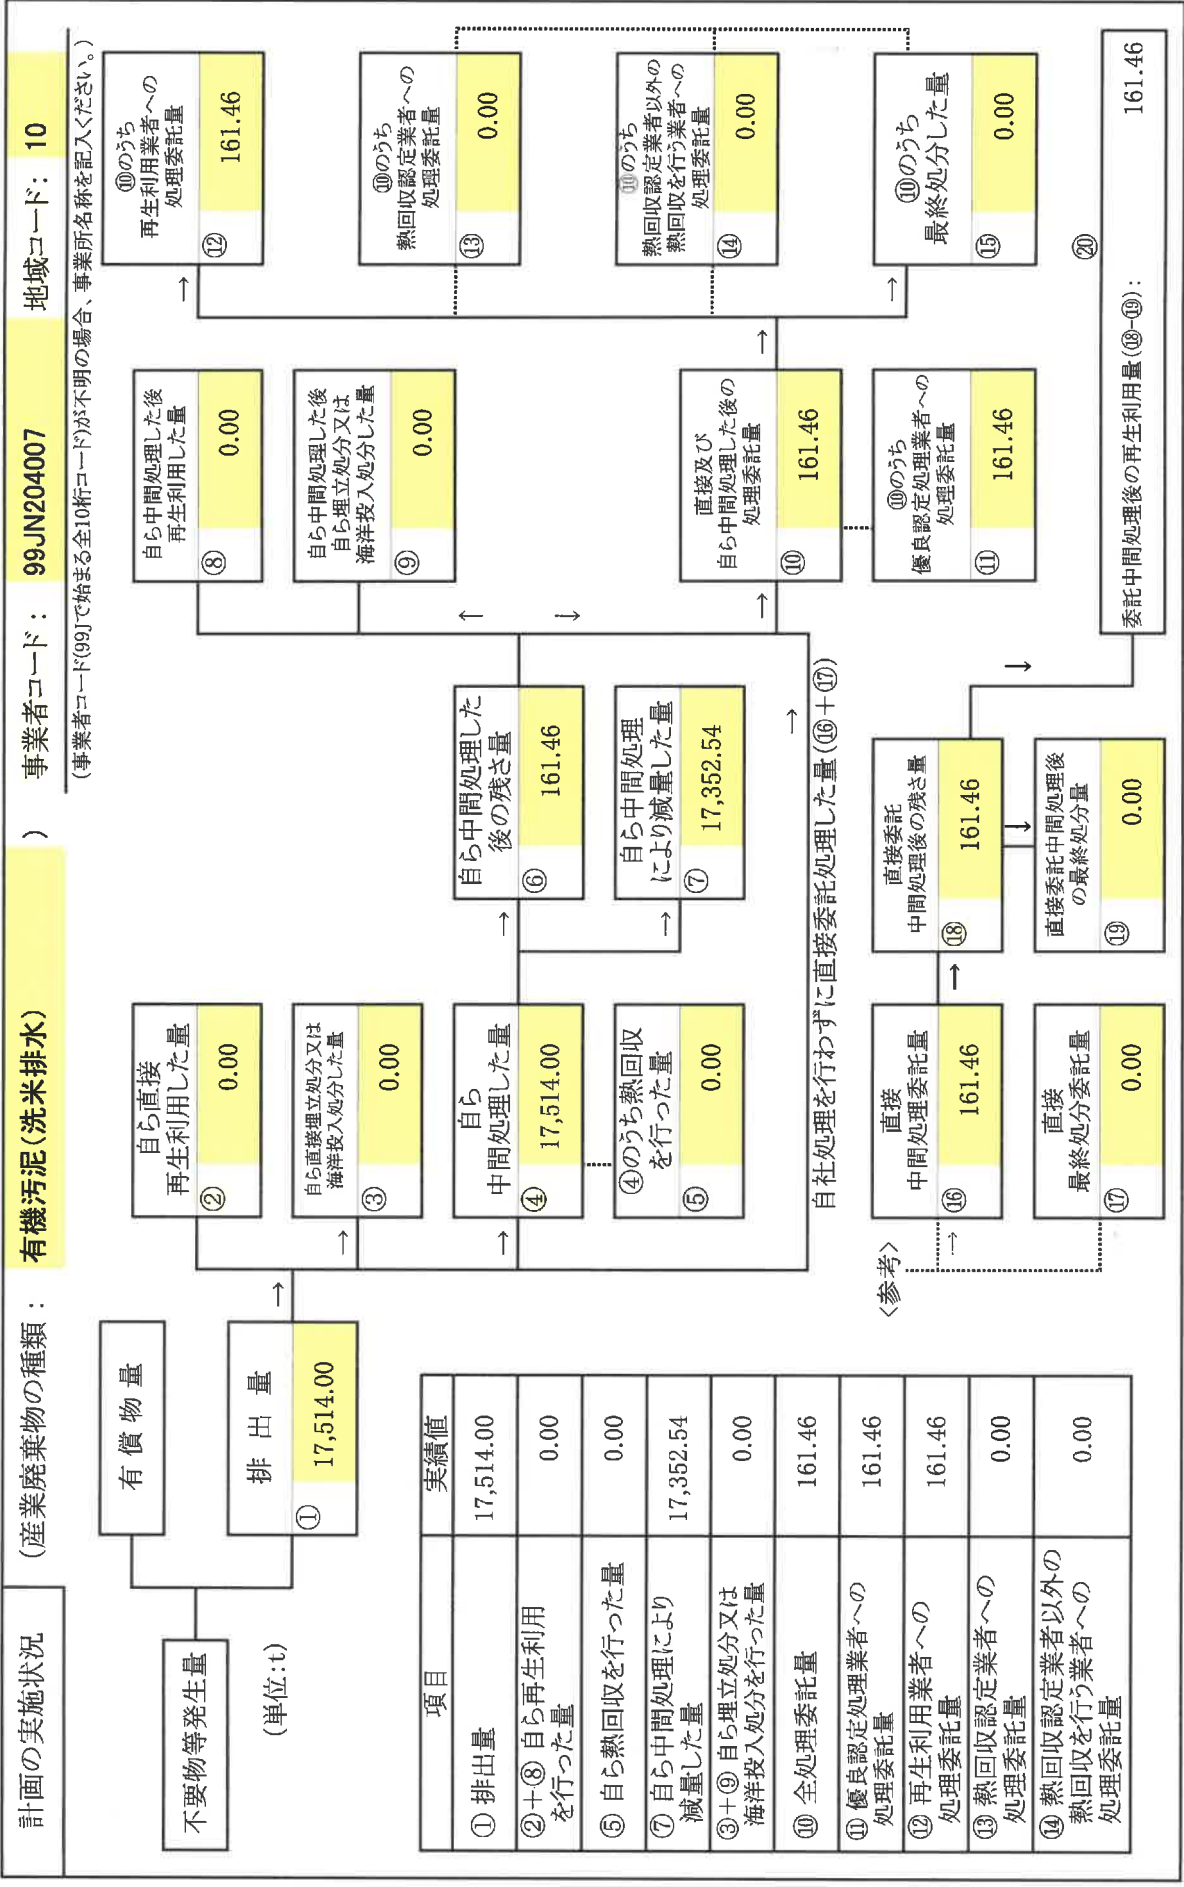 計画の実施状況
(産業廃棄物の種類： 有機汚泥(洗米排水) )
事業者コード： 99JN204007 地域コード： 10
(事業者コード(99Jで始まる全10桁コード)が不明の場合、事業所名称を記入ください。)
不要物等発生量
(単位:t)
有償物量
排出量
① 17,514.00
→
自ら直接
再生利用した量
② 0.00
自ら直接埋立処分又は
海洋投入処分した量
→
③ 0.00
自ら
中間処理した量
→
④ 17,514.00
④のうち熱回収
を行った量
⑤ 0.00
自ら中間処理した
後の残さ量
→
⑥ 161.46
自ら中間処理
により減量した量
→
⑦ 17,352.54
自ら中間処理した後
再生利用した量
⑧ 0.00
自ら中間処理した後
自ら埋立処分又は
海洋投入処分した量
⑨ 0.00
↑
↓
直接及び
自ら中間処理した後の
処理委託量
→
⑩ 161.46
→
⑩のうち
優良認定処理業者への
処理委託量
⑪ 161.46
⑩のうち
再生利用業者への
処理委託量
→
⑫ 161.46
⑩のうち
熱回収認定業者への
処理委託量
⑬ 0.00
⑩のうち
熱回収認定業者以外の
熱回収を行う業者への
処理委託量
⑭ 0.00
⑩のうち
最終処分した量
→
⑮ 0.00
→
自社処理を行わずに直接委託処理した量(⑯+⑰)
<参考>
直接
中間処理委託量
→
⑯ 161.46
直接
最終処分委託量
⑰ 0.00
→
直接委託
中間処理後の残さ量
⑱ 161.46
↓
直接委託中間処理後
の最終処分量
⑲ 0.00
↓
⑳
委託中間処理後の再生利用量(⑱-⑲)： 161.46
項目 実績値
① 排出量 17,514.00
②+⑧ 自ら再生利用
を行った量 0.00
⑤ 自ら熱回収を行った量 0.00
⑦ 自ら中間処理により
減量した量 17,352.54
③+⑨ 自ら埋立処分又は
海洋投入処分を行った量 0.00
⑩ 全処理委託量 161.46
⑪ 優良認定処理業者への
処理委託量 161.46
⑫ 再生利用業者への
処理委託量 161.46
⑬ 熱回収認定業者への
処理委託量 0.00
⑭ 熱回収認定業者以外の
熱回収を行う業者への
処理委託量 0.00